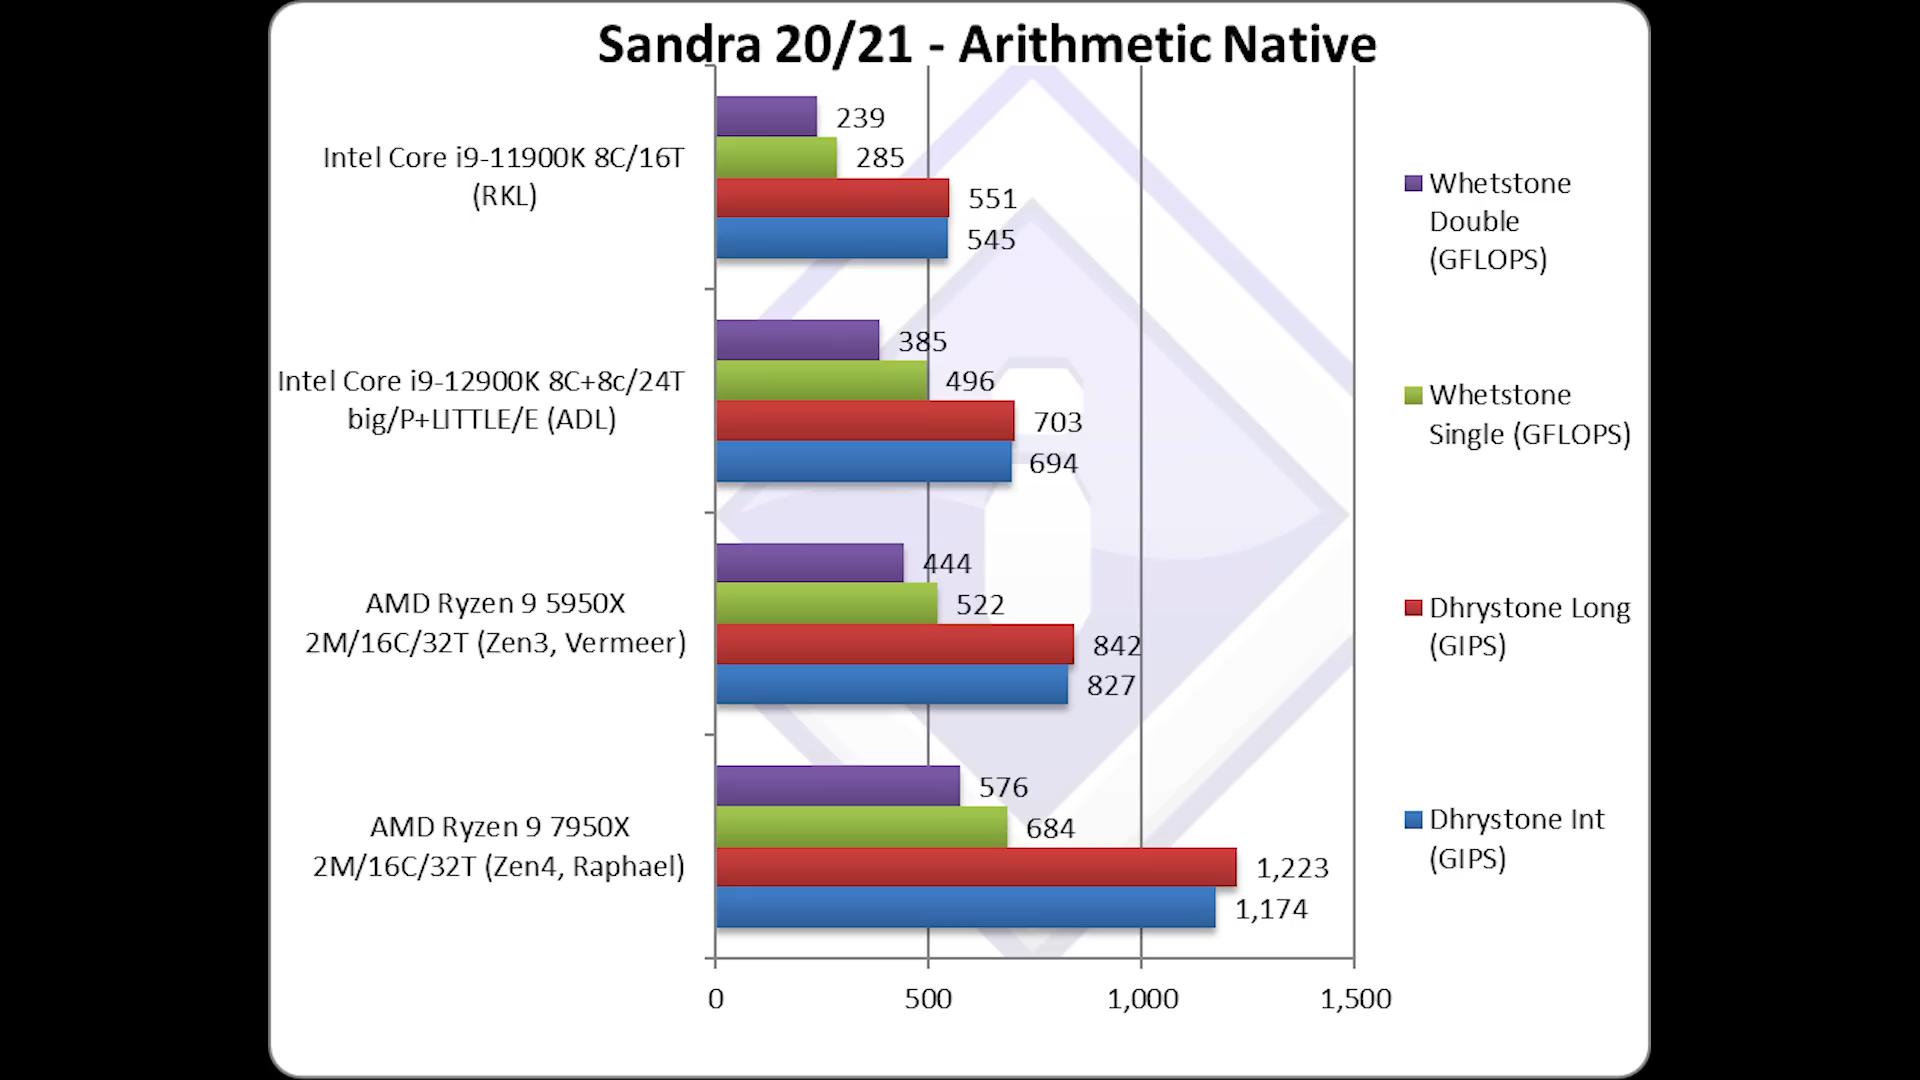 Sandra 20/21 - Arithmetic Native
Intel Core i9-11900K 8C/16T
(RKL)
239
285
551
545
Intel Core i9-12900K 8C+8c/24T
big/P+LITTLE/E (ADL)
385
496
703
694
AMD Ryzen 9 5950X
2M/16C/32T (Zen3, Vermeer)
444
522
842
827
AMD Ryzen 9 7950X
2M/16C/32T (Zen4, Raphael)
576
684
1,223
1,174
0 500 1,000 1,500
Whetstone
Double
(GFLOPS)
Whetstone
Single (GFLOPS)
Dhrystone Long
(GIPS)
Dhrystone Int
(GIPS)